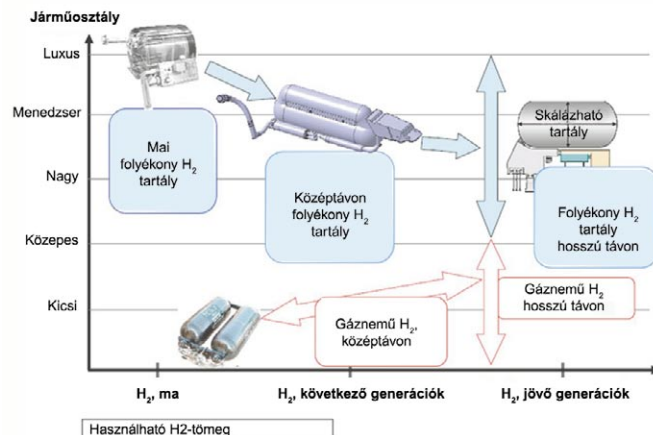 Járműosztály
Luxus
Menedzser
Nagy
Közepes
Kicsi
Mai
folyékony H₂
tartály
Középtávon
folyékony H₂
tartály
Skálázható
tartály
Folyékony H₂
tartály
hosszú távon
Gáznemű H₂
hosszú távon
Gáznemű H₂,
középtávon
H₂, ma
H₂, következő generációk
H₂, jövő generációk
Használható H2-tömeg